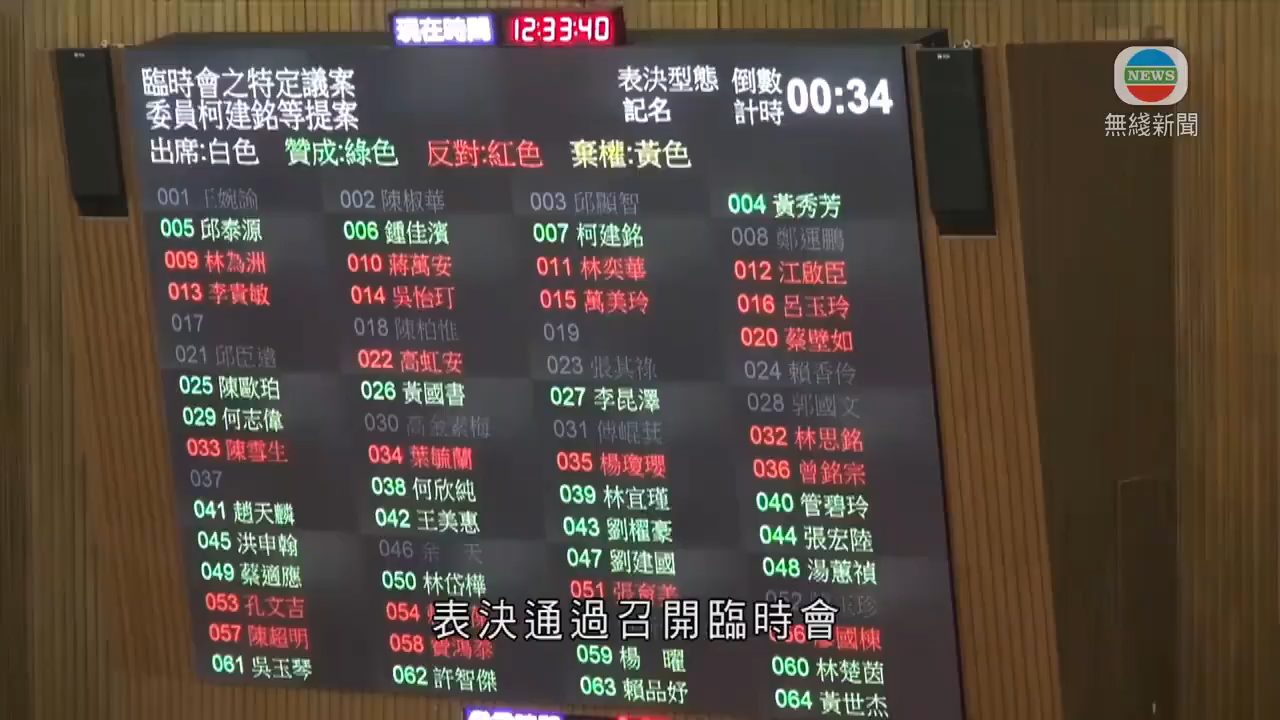 現在時間 12:33:40
臨時會之特定議案
委員柯建銘等提案
表決型態
記名
倒數
計時
00:34
NEWS
無綫新聞
出席:白色 贊成:綠色 反對:紅色 棄權:黃色
001 王婉諭 002 陳椒華 003 邱顯智 004 黃秀芳
005 邱泰源 006 鍾佳濱 007 柯建銘 008 鄭運鵬
009 林為洲 010 蔣萬安 011 林奕華 012 江啟臣
013 李貴敏 014 吳怡玎 015 萬美玲 016 呂玉玲
017 018 陳柏惟 019 020 蔡壁如
021 邱臣遠 022 高虹安 023 張其祿 024 賴香伶
025 陳歐珀 026 黃國書 027 李昆澤 028 郭國文
029 何志偉 030 高金素梅 031 傅崐萁 032 林思銘
033 陳雪生 034 葉毓蘭 035 楊瓊瓔 036 曾銘宗
037 038 何欣純 039 林宜瑾 040 管碧玲
041 趙天麟 042 王美惠 043 劉櫂豪 044 張宏陸
045 洪申翰 046 余 天 047 劉建國 048 湯蕙禎
049 蔡適應 050 林岱樺 051 張育美 052 玉珍
053 孔文吉 054 056 廖國棟
057 陳超明 058 費鴻泰 059 楊 曜 060 林楚茵
061 吳玉琴 062 許智傑 063 賴品妤 064 黃世杰
表決通過召開臨時會